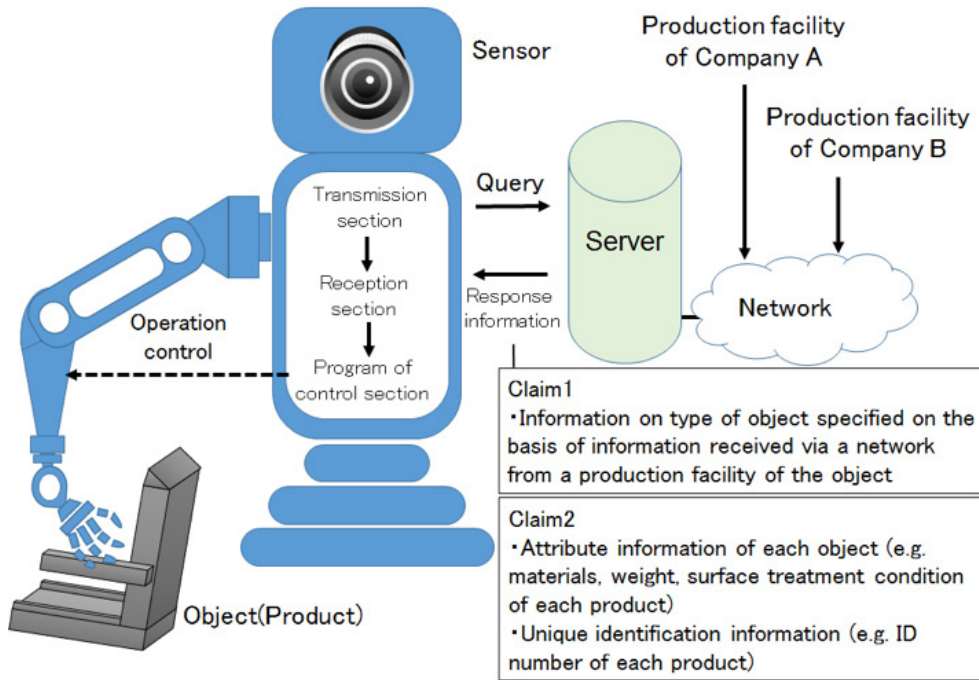 Sensor
Production facility
of Company A
Production facility
of Company B
Transmission
section
Reception
section
Program of
control section
Query
Response
information
Server
Network
Operation
control
Object(Product)
Claim1
・Information on type of object specified on the
basis of information received via a network
from a production facility of the object
Claim2
・Attribute information of each object (e.g.
materials, weight, surface treatment condition
of each product)
・Unique identification information (e.g. ID
number of each product)